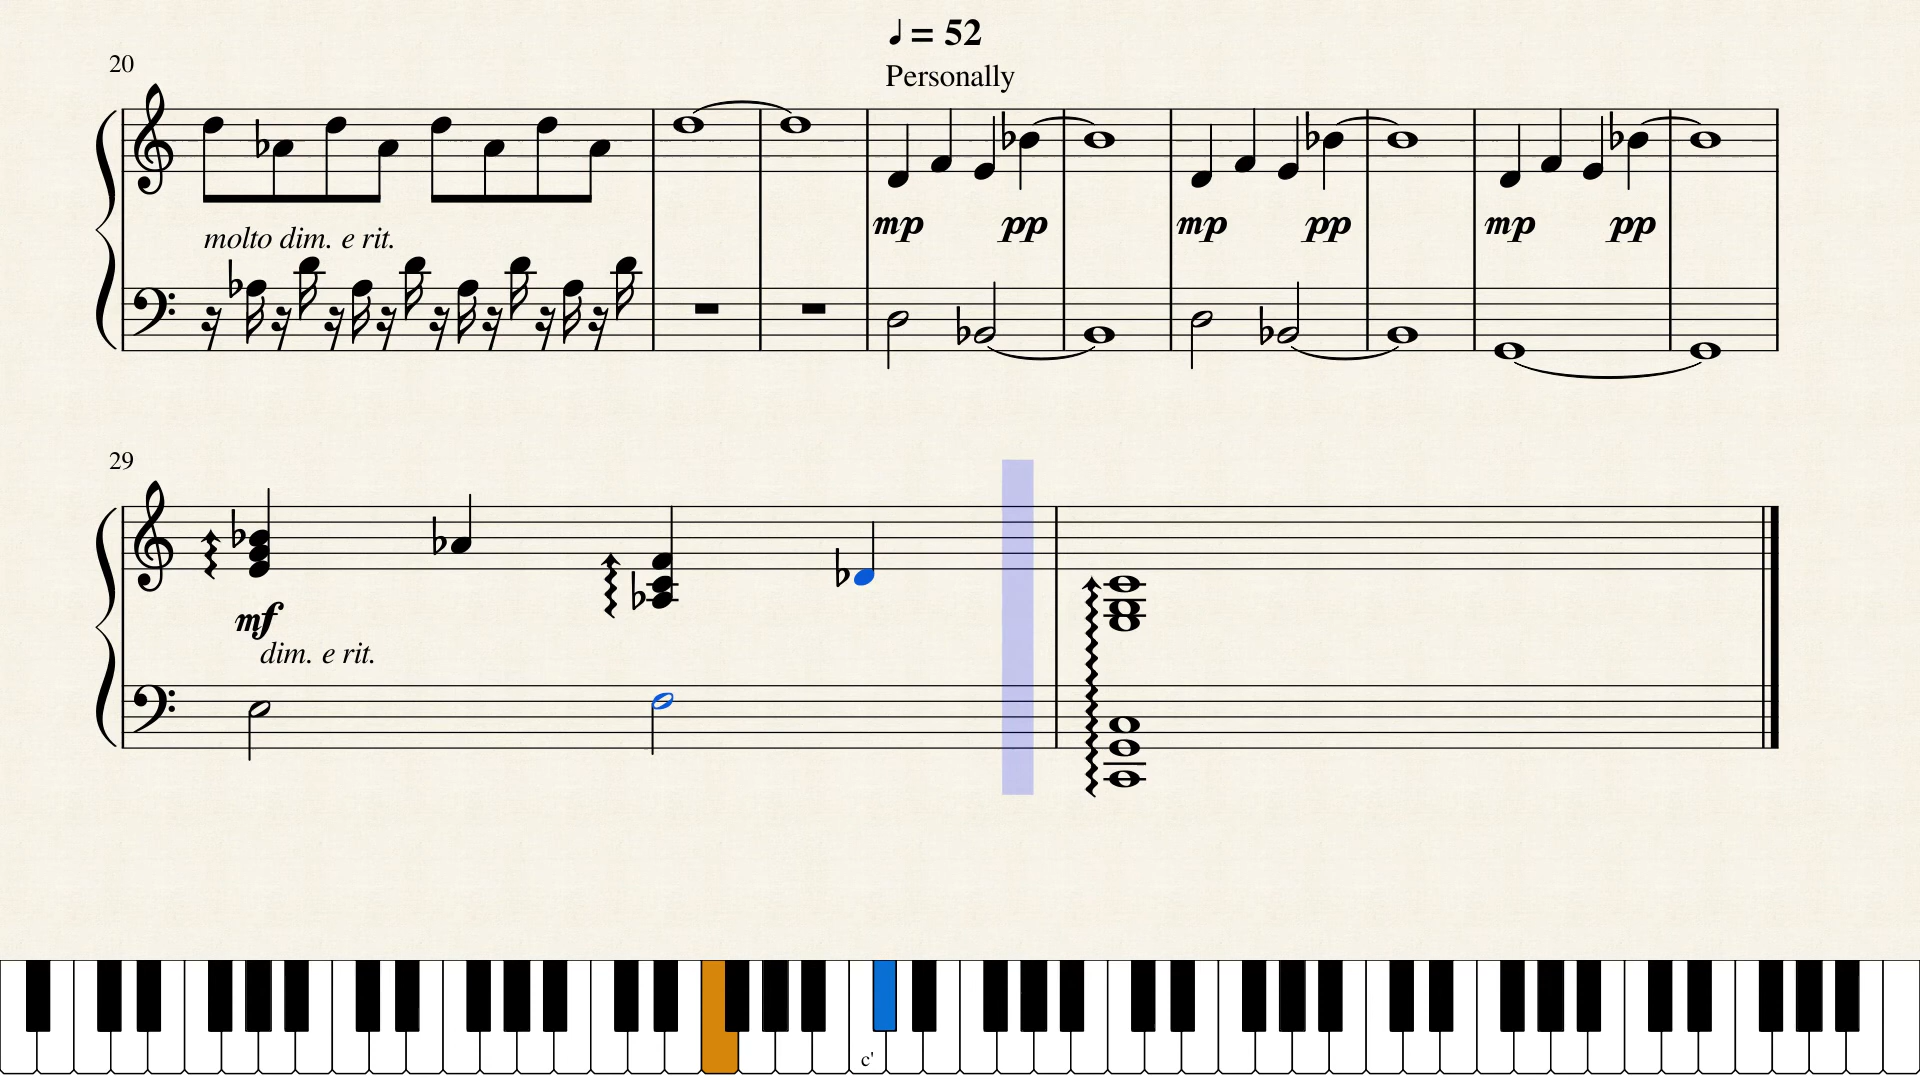 ♩ = 52
20
Personally
mp pp mp pp mp pp
molto dim. e rit.
29
mf
dim. e rit.
c'